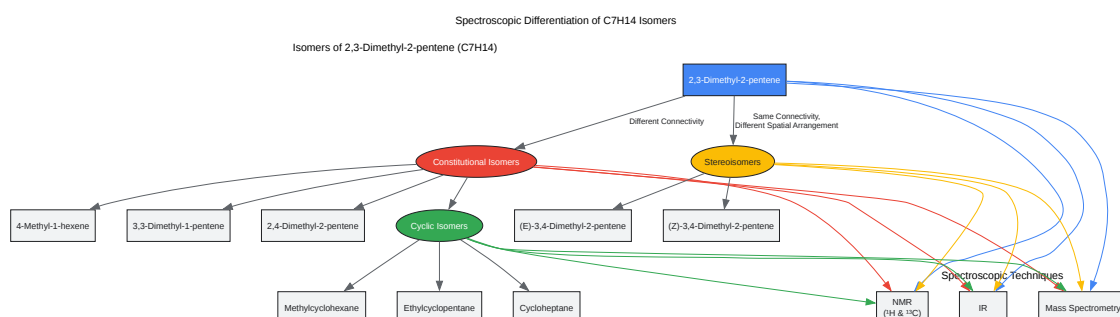 Spectroscopic Differentiation of C7H14 Isomers
Isomers of 2,3-Dimethyl-2-pentene (C7H14)
2,3-Dimethyl-2-pentene
Different Connectivity
Same Connectivity,
Different Spatial Arrangement
Constitutional Isomers
Stereoisomers
4-Methyl-1-hexene
3,3-Dimethyl-1-pentene
2,4-Dimethyl-2-pentene
Cyclic Isomers
(E)-3,4-Dimethyl-2-pentene
(Z)-3,4-Dimethyl-2-pentene
Spectroscopic Techniques
Methylcyclohexane
Ethylcyclopentane
Cycloheptane
NMR
(¹H & ¹³C)
IR
Mass Spectrometry